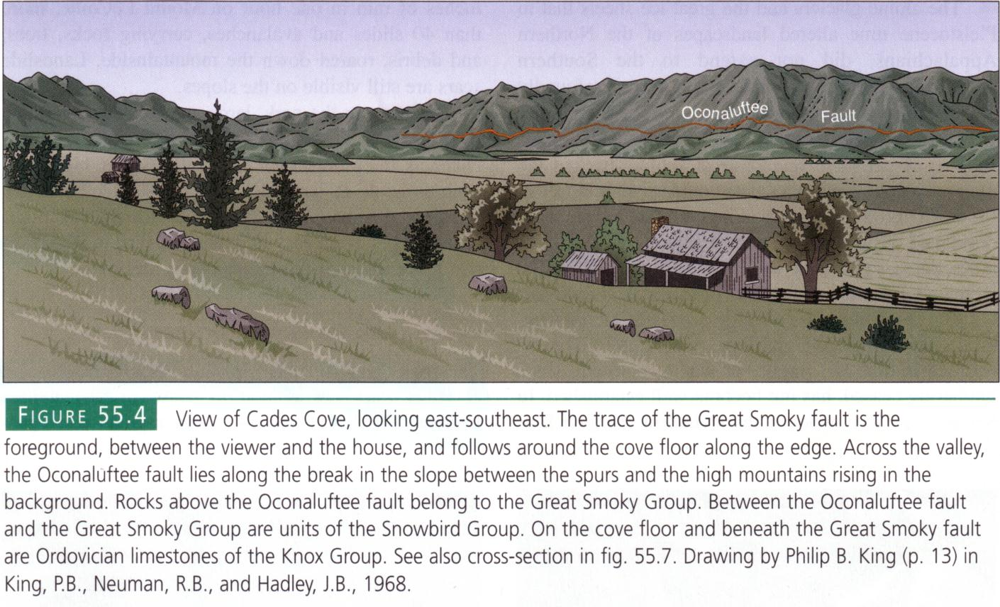 Oconaluftee Fault
FIGURE 55.4 View of Cades Cove, looking east-southeast. The trace of the Great Smoky fault is the
foreground, between the viewer and the house, and follows around the cove floor along the edge. Across the valley,
the Oconaluftee fault lies along the break in the slope between the spurs and the high mountains rising in the
background. Rocks above the Oconaluftee fault belong to the Great Smoky Group. Between the Oconaluftee fault
and the Great Smoky Group are units of the Snowbird Group. On the cove floor and beneath the Great Smoky fault
are Ordovician limestones of the Knox Group. See also cross-section in fig. 55.7. Drawing by Philip B. King (p. 13) in
King, P.B., Neuman, R.B., and Hadley, J.B., 1968.